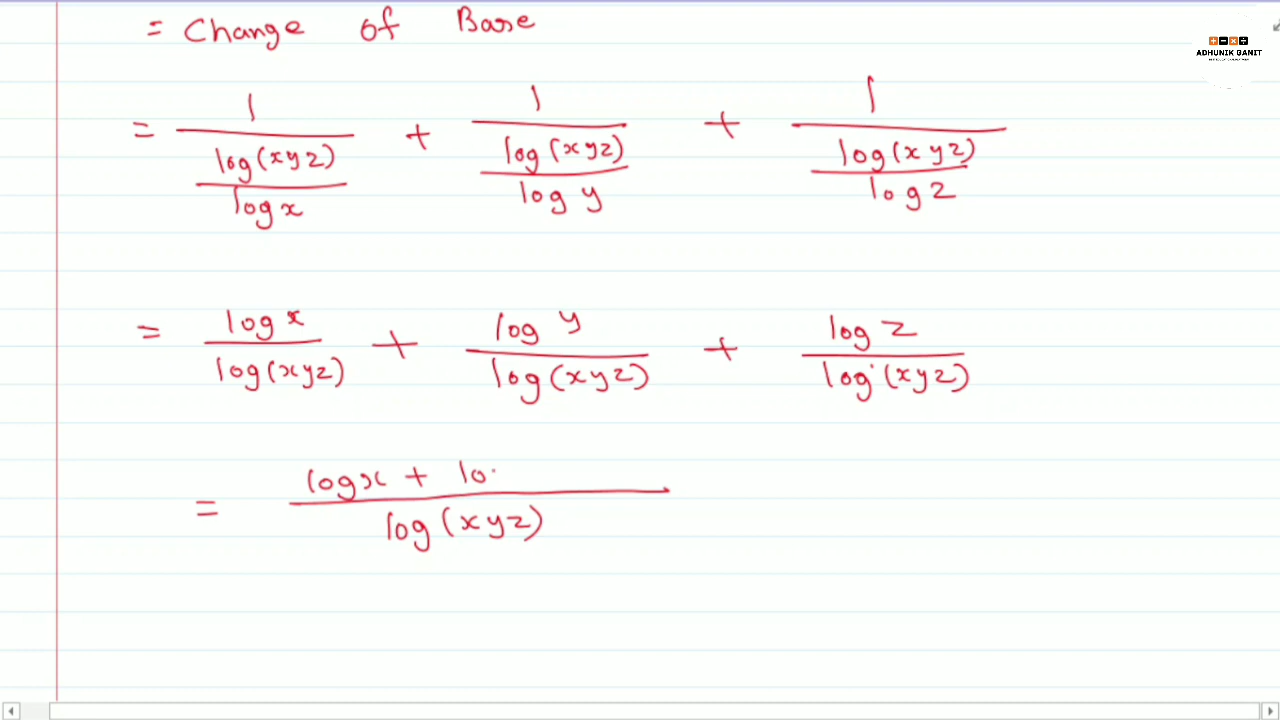 = Change of Base
ADHUNIK GANIT
= 1/(log(xyz)/log x) + 1/(log(xyz)/log y) + 1/(log(xyz)/log z)
= log x/log(xyz) + log y/log(xyz) + log z/log(xyz)
= (log x + lo)/log(xyz)